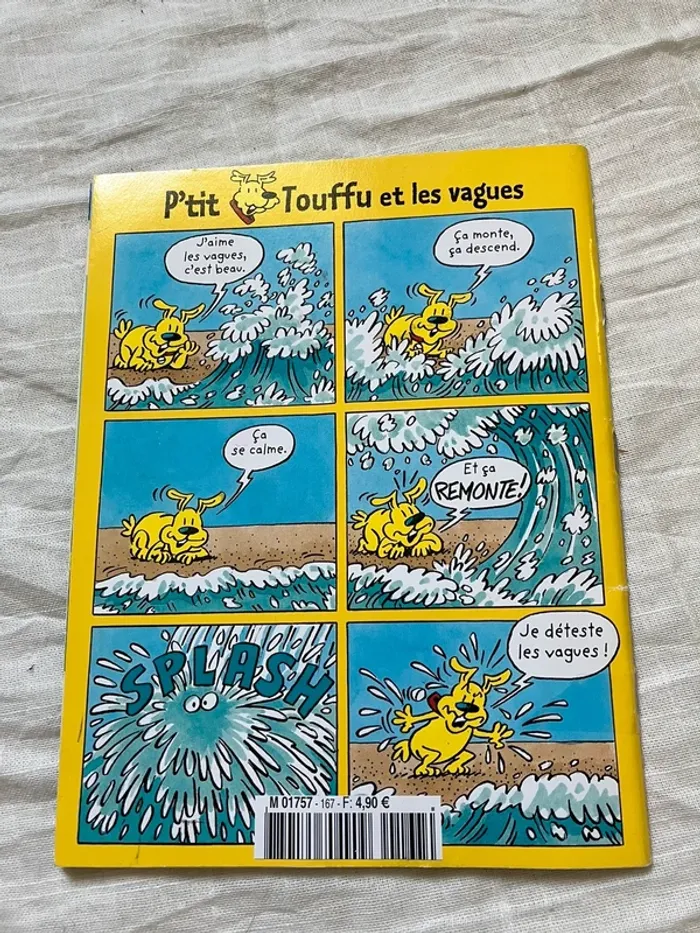 P'tit Touffu et les vagues
J'aime
les vagues,
c'est beau.
Ça monte,
ça descend.
Ça
se calme.
Et ça
REMONTE!
SPLASH
Je déteste
les vagues !
M 01757 - 167 - F: 4,90 €